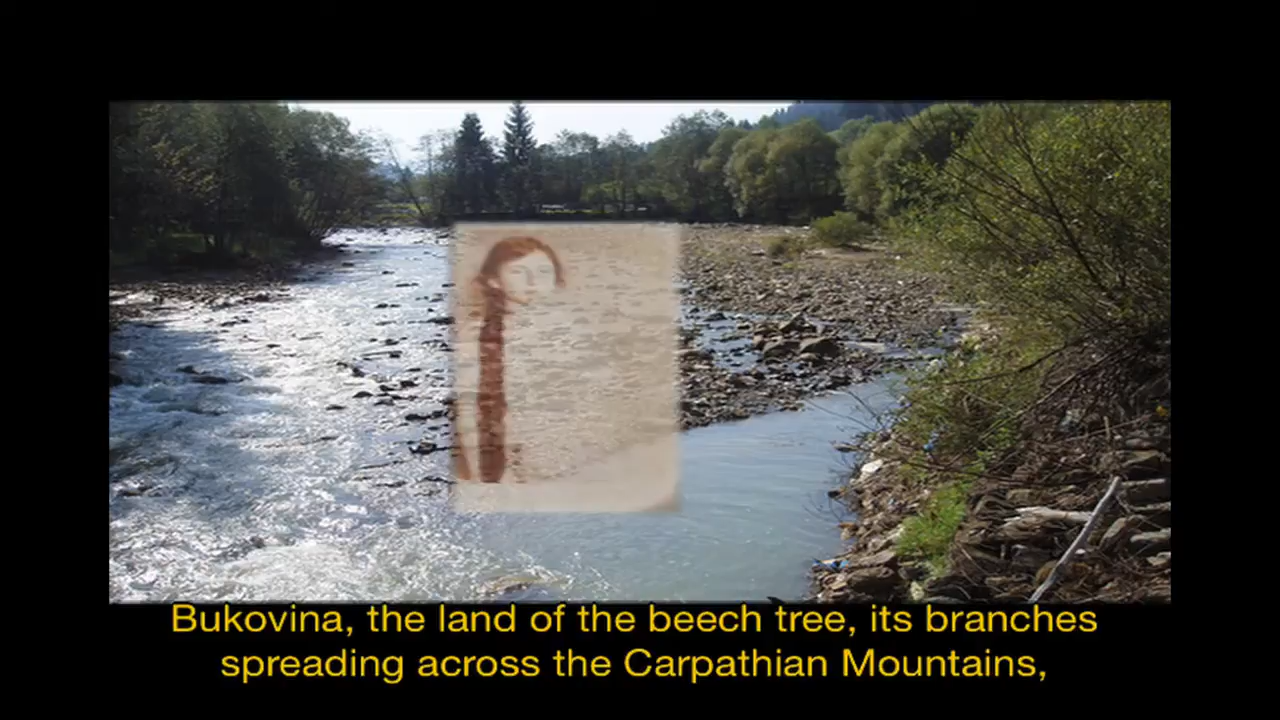 Bukovina, the land of the beech tree, its branches
spreading across the Carpathian Mountains,